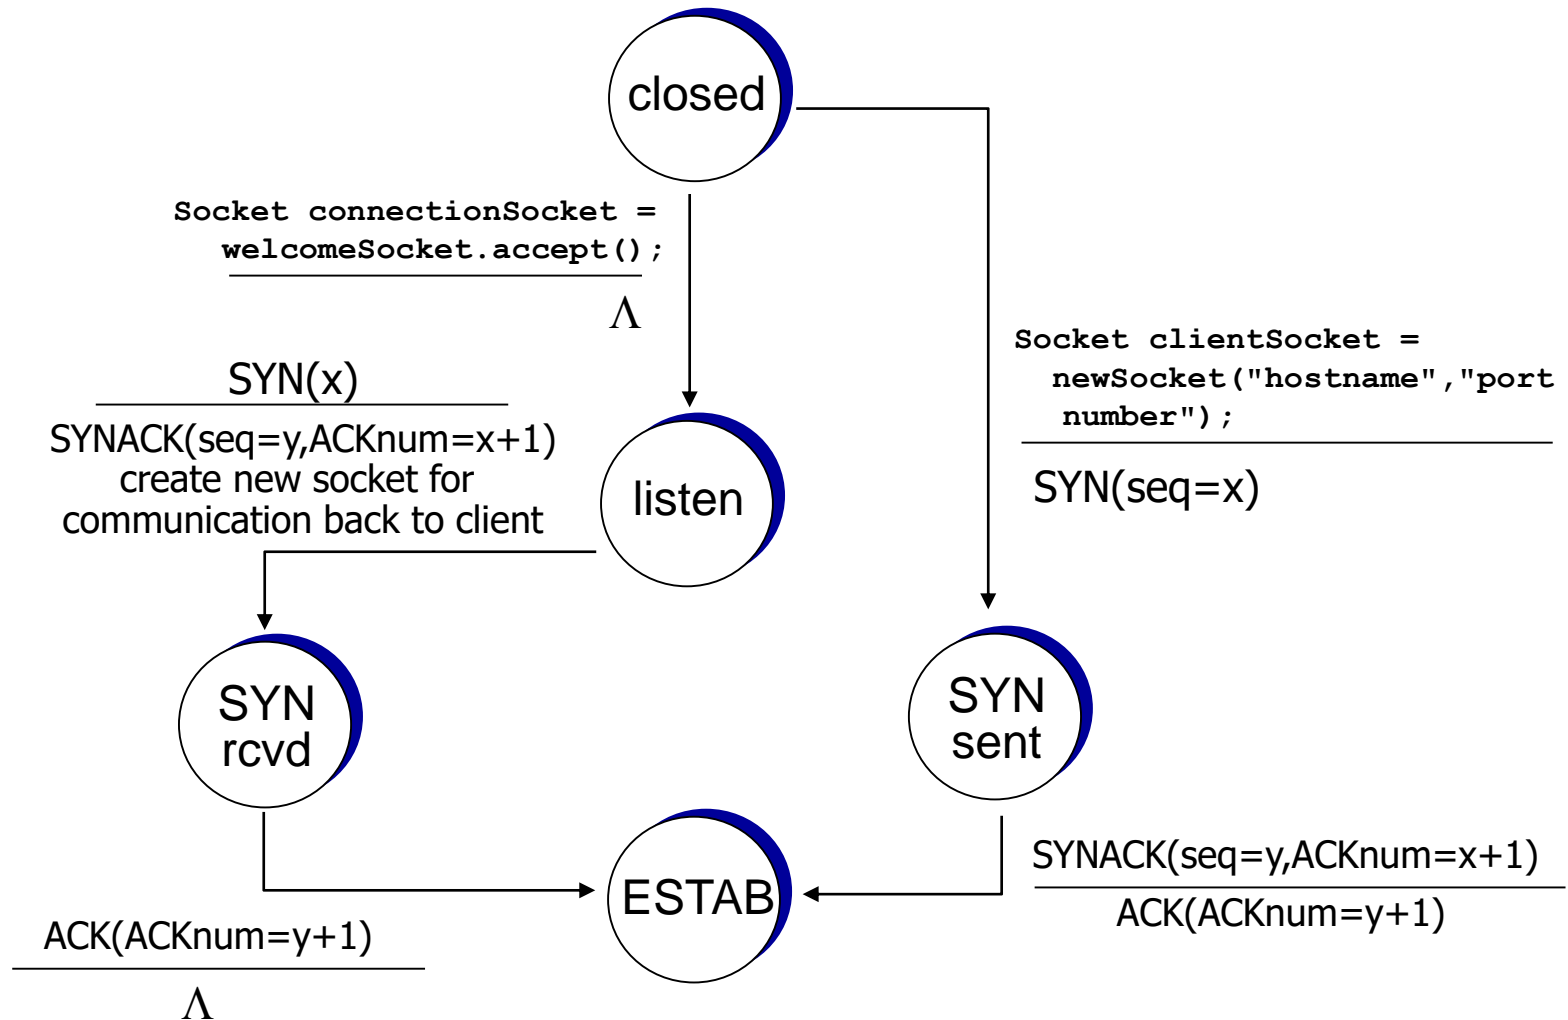 closed
Socket connectionSocket =
welcomeSocket.accept();
Λ
Socket clientSocket =
newSocket("hostname","port
number");
SYN(seq=x)
SYN(x)
SYNACK(seq=y,ACKnum=x+1)
create new socket for
communication back to client
listen
SYN
rcvd
SYN
sent
ESTAB
SYNACK(seq=y,ACKnum=x+1)
ACK(ACKnum=y+1)
ACK(ACKnum=y+1)
Λ